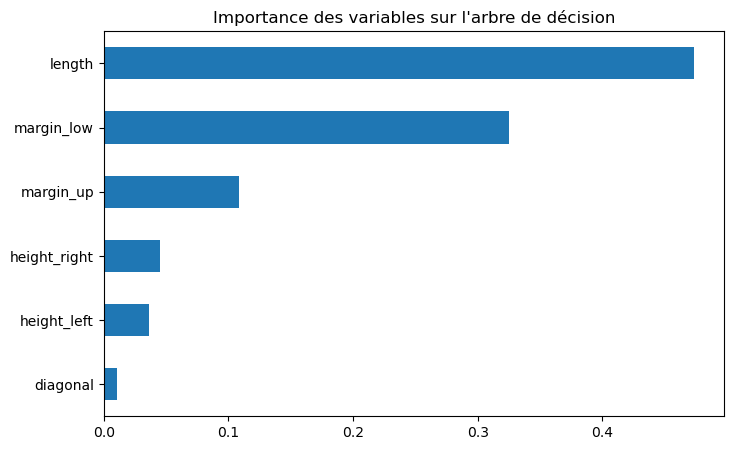 Importance des variables sur l'arbre de décision
length
margin_low
margin_up
height_right
height_left
diagonal
0.0 0.1 0.2 0.3 0.4